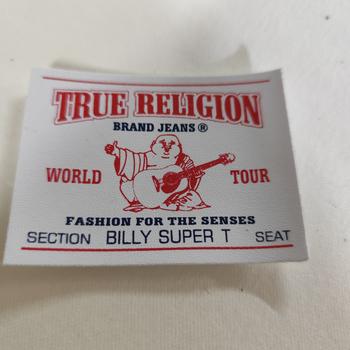 TRUE RELIGION
BRAND JEANS®
WORLD TOUR
FASHION FOR THE SENSES
SECTION BILLY SUPER T SEAT